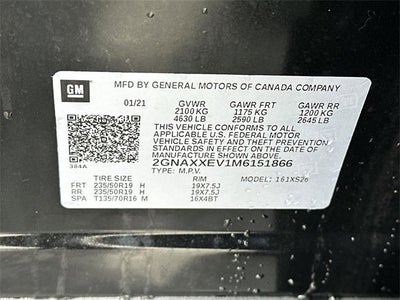 GM
MFD BY GENERAL MOTORS OF CANADA COMPANY
01/21 GVWR GAWR FRT GAWR RR
2100 KG 1175 KG 1200 KG
4630 LB 2590 LB 2645 LB
THIS VEHICLE CONFORMS TO ALL
APPLICABLE U.S. FEDERAL MOTOR
VEHICLE SAFETY AND THEFT
PREVENTION STANDARDS IN EFFECT ON
THE DATE OF MANUFACTURE SHOWN ABOVE.
384A 2GNAXXEV1M6151866
TYPE: M.P.V. MODEL: 161XS26
TIRE SIZE RIM
FRT 235/50R19 H 19X7.5J
RR 235/50R19 H 19X7.5J
SPA T135/70R16 M 16X4BT